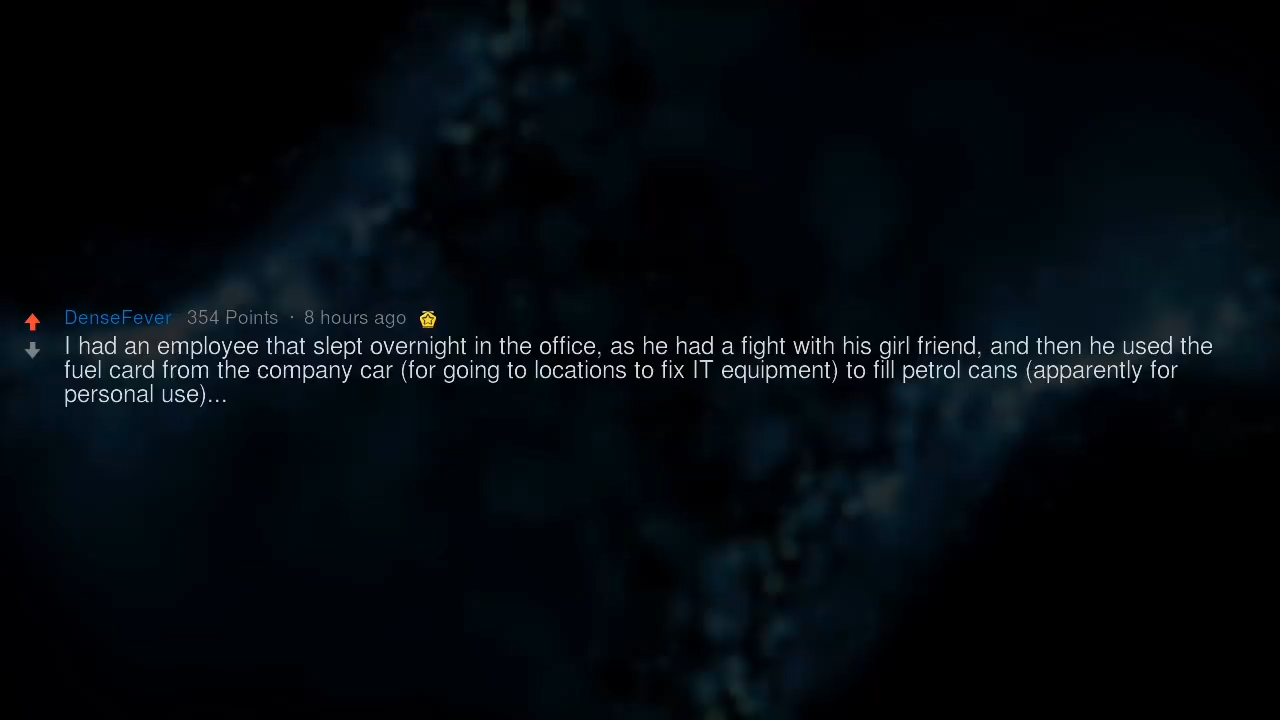 DenseFever 354 Points · 8 hours ago
I had an employee that slept overnight in the office, as he had a fight with his girl friend, and then he used the
fuel card from the company car (for going to locations to fix IT equipment) to fill petrol cans (apparently for
personal use)...